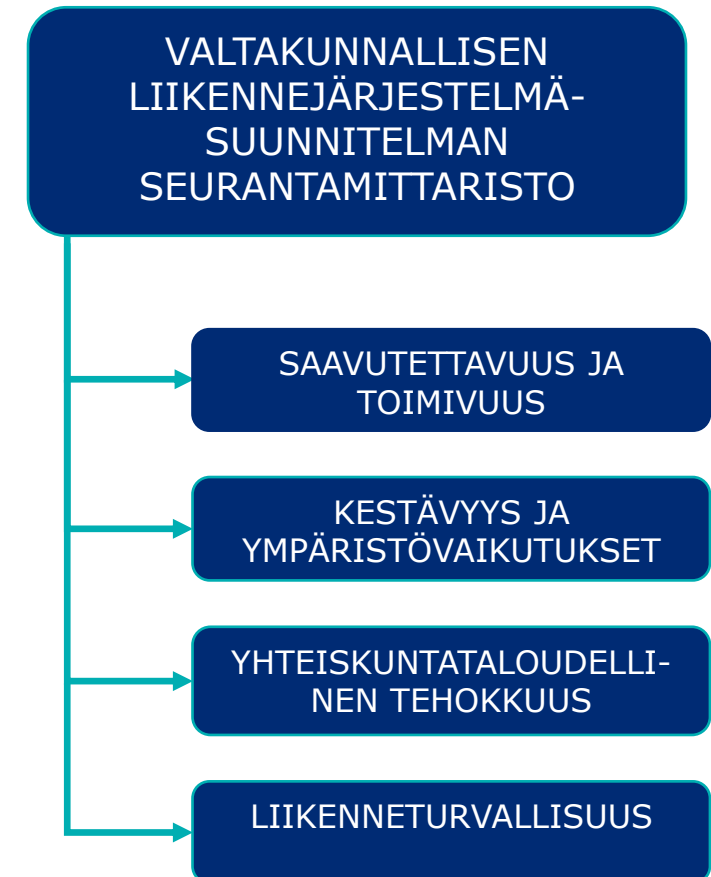 VALTAKUNNALLISEN
LIIKENNEJÄRJESTELMÄ-
SUUNNITELMAN
SEURANTAMITTARISTO
SAAVUTETTAVUUS JA
TOIMIVUUS
KESTÄVYYS JA
YMPÄRISTÖVAIKUTUKSET
YHTEISKUNTATALOUDELLI-
NEN TEHOKKUUS
LIIKENNETURVALLISUUS